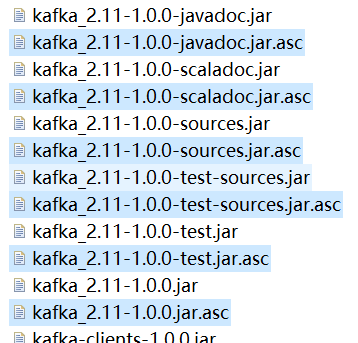 kafka_2.11-1.0.0-javadoc.jar
kafka_2.11-1.0.0-javadoc.jar.asc
kafka_2.11-1.0.0-scaladoc.jar
kafka_2.11-1.0.0-scaladoc.jar.asc
kafka_2.11-1.0.0-sources.jar
kafka_2.11-1.0.0-sources.jar.asc
kafka_2.11-1.0.0-test-sources.jar
kafka_2.11-1.0.0-test-sources.jar.asc
kafka_2.11-1.0.0-test.jar
kafka_2.11-1.0.0-test.jar.asc
kafka_2.11-1.0.0.jar
kafka_2.11-1.0.0.jar.asc
kafka-clients-1.0.0.jar